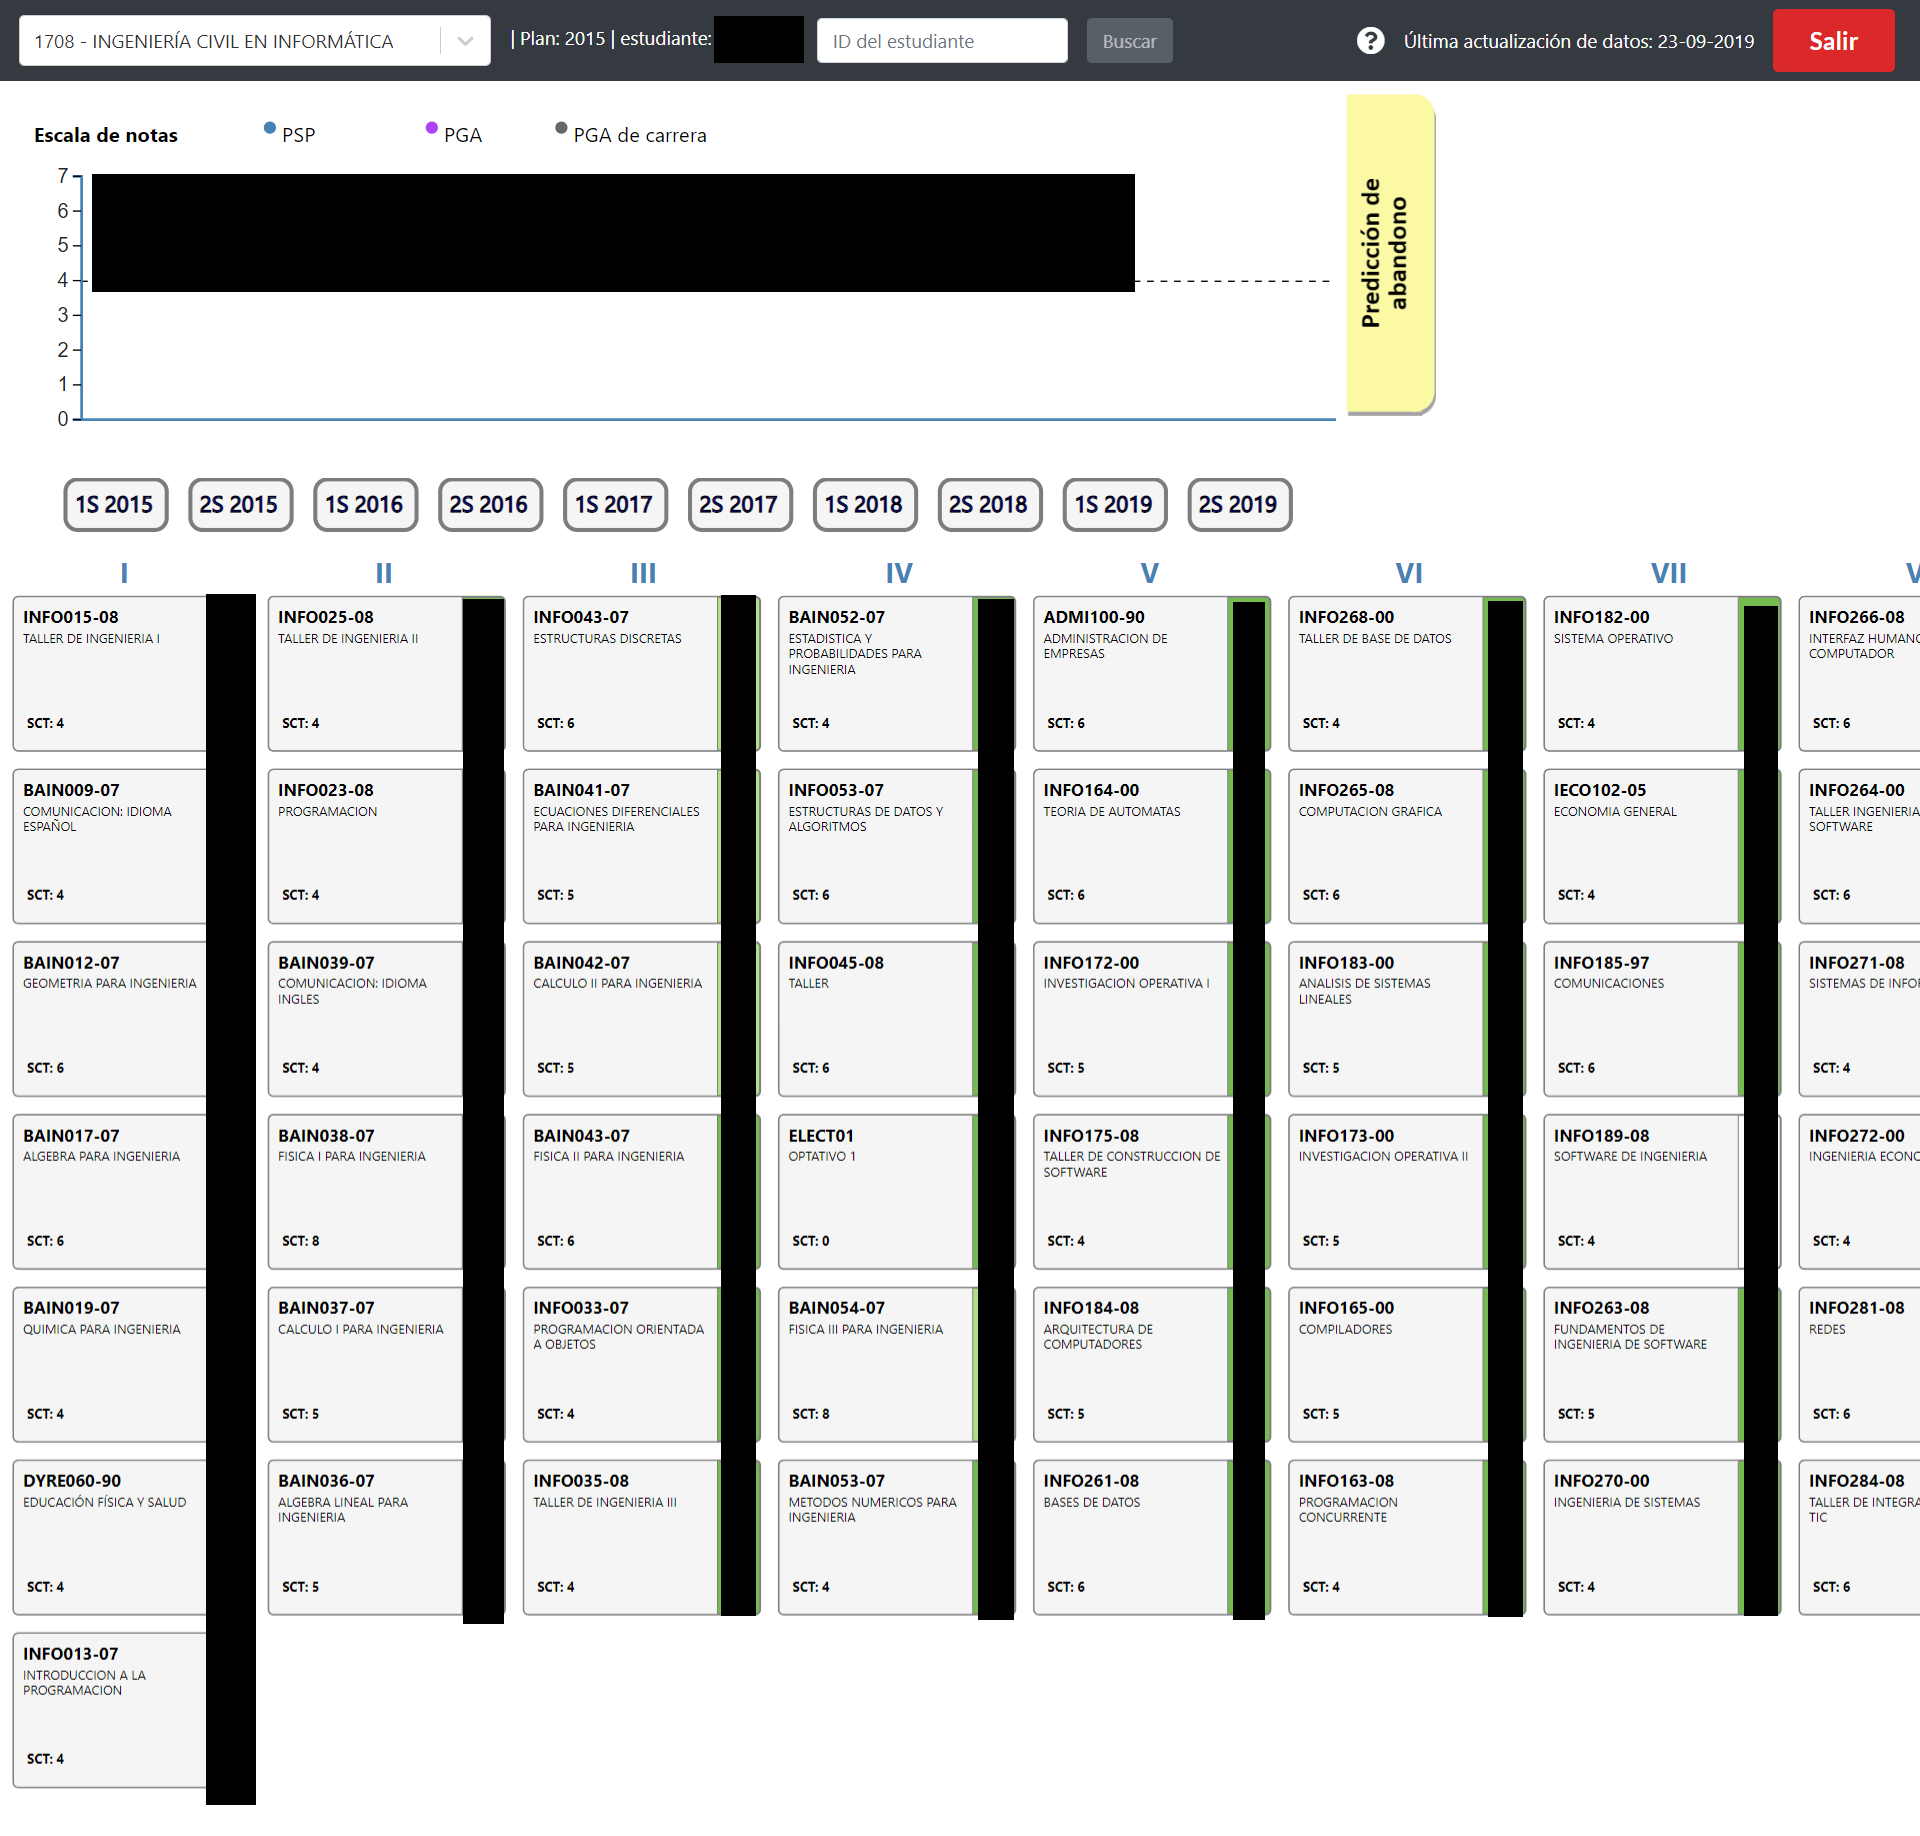 1708 - INGENIERÍA CIVIL EN INFORMÁTICA
| Plan: 2015 | estudiante:
ID del estudiante
Buscar
Última actualización de datos: 23-09-2019
Salir
Escala de notas
PSP
PGA
PGA de carrera
7
6
5
4
3
2
1
0
Predicción de
abandono
1S 2015
2S 2015
1S 2016
2S 2016
1S 2017
2S 2017
1S 2018
2S 2018
1S 2019
2S 2019
I
INFO015-08
TALLER DE INGENIERIA I
SCT: 4
BAIN009-07
COMUNICACION: IDIOMA
ESPAÑOL
SCT: 4
BAIN012-07
GEOMETRIA PARA INGENIERIA
SCT: 6
BAIN017-07
ALGEBRA PARA INGENIERIA
SCT: 6
BAIN019-07
QUIMICA PARA INGENIERIA
SCT: 4
DYRE060-90
EDUCACIÓN FÍSICA Y SALUD
SCT: 4
INFO013-07
INTRODUCCION A LA
PROGRAMACION
SCT: 4
II
INFO025-08
TALLER DE INGENIERIA II
SCT: 4
INFO023-08
PROGRAMACION
SCT: 4
BAIN039-07
COMUNICACION: IDIOMA
INGLES
SCT: 4
BAIN038-07
FISICA I PARA INGENIERIA
SCT: 8
BAIN037-07
CALCULO I PARA INGENIERIA
SCT: 5
BAIN036-07
ALGEBRA LINEAL PARA
INGENIERIA
SCT: 5
III
INFO043-07
ESTRUCTURAS DISCRETAS
SCT: 6
BAIN041-07
ECUACIONES DIFERENCIALES
PARA INGENIERIA
SCT: 5
BAIN042-07
CALCULO II PARA INGENIERIA
SCT: 5
BAIN043-07
FISICA II PARA INGENIERIA
SCT: 6
INFO033-07
PROGRAMACION ORIENTADA
A OBJETOS
SCT: 4
INFO035-08
TALLER DE INGENIERIA III
SCT: 4
IV
BAIN052-07
ESTADISTICA Y
PROBABILIDADES PARA
INGENIERIA
SCT: 4
INFO053-07
ESTRUCTURAS DE DATOS Y
ALGORITMOS
SCT: 6
INFO045-08
TALLER
SCT: 6
ELECT01
OPTATIVO 1
SCT: 0
BAIN054-07
FISICA III PARA INGENIERIA
SCT: 8
BAIN053-07
METODOS NUMERICOS PARA
INGENIERIA
SCT: 4
V
ADMI100-90
ADMINISTRACION DE
EMPRESAS
SCT: 6
INFO164-00
TEORIA DE AUTOMATAS
SCT: 6
INFO172-00
INVESTIGACION OPERATIVA I
SCT: 5
INFO175-08
TALLER DE CONSTRUCCION DE
SOFTWARE
SCT: 4
INFO184-08
ARQUITECTURA DE
COMPUTADORES
SCT: 5
INFO261-08
BASES DE DATOS
SCT: 6
VI
INFO268-00
TALLER DE BASE DE DATOS
SCT: 4
INFO265-08
COMPUTACION GRAFICA
SCT: 6
INFO183-00
ANALISIS DE SISTEMAS
LINEALES
SCT: 5
INFO173-00
INVESTIGACION OPERATIVA II
SCT: 5
INFO165-00
COMPILADORES
SCT: 5
INFO163-08
PROGRAMACION
CONCURRENTE
SCT: 4
VII
INFO182-00
SISTEMA OPERATIVO
SCT: 4
IECO102-05
ECONOMIA GENERAL
SCT: 4
INFO185-97
COMUNICACIONES
SCT: 6
INFO189-08
SOFTWARE DE INGENIERIA
SCT: 4
INFO263-08
FUNDAMENTOS DE
INGENIERIA DE SOFTWARE
SCT: 5
INFO270-00
INGENIERIA DE SISTEMAS
SCT: 4
INFO266-08
INTERFAZ
COMPUTADOR
SCT: 6
INFO264-00
TALLER INGENIERIA
SOFTWARE
SCT: 6
INFO271-08
SISTEMAS DE
SCT: 4
INFO272-00
INGENIERIA
SCT: 4
INFO281-08
REDES
SCT: 6
INFO284-08
TALLER DE
TIC
SCT: 6